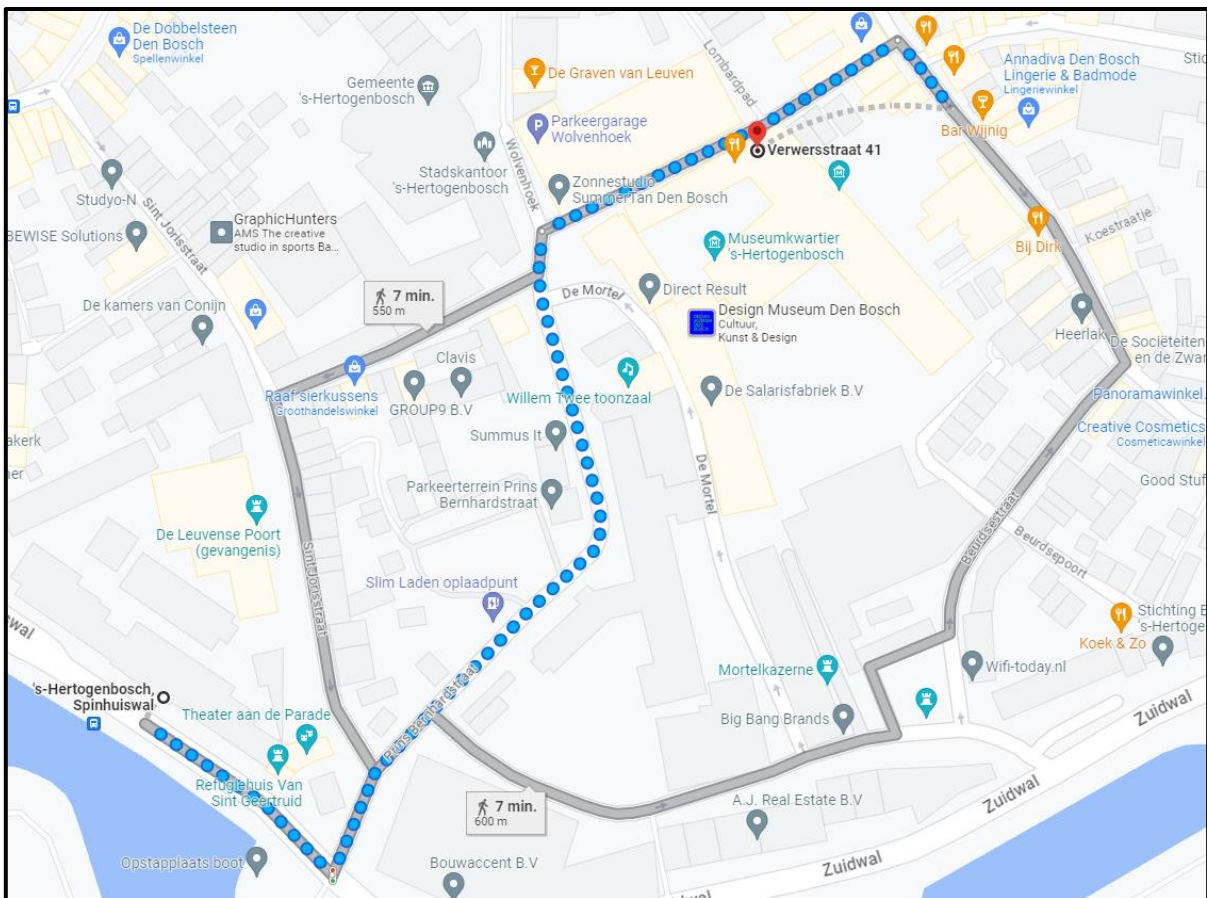 De Dobbelsteen
Den Bosch
Spellenwinkel
Gemeente
's-Hertogenbosch
De Graven van Leuven
Lombardpad
Annadiva Den Bosch
Lingerie & Badmode
Lingeriewinkel
Stic
Parkeergarage
Wolvenhoek
Wolvenhoek
Bar Wijnig
Verwersstraat 41
Stadskantoor
's-Hertogenbosch
Studyo-N
Sint Jorisstraat
Zonnestudio
SummerTan Den Bosch
GraphicHunters
AMS The creative
studio in sports Ba...
BEWISE Solutions
Museumkwartier
's-Hertogenbosch
Koestraatje
Bij Dirk
De Mortel
Direct Result
7 min.
550 m
De kamers van Conijn
Design Museum Den Bosch
Cultuur,
Kunst & Design
Heerlak
De Sociëteiten
en de Zwar
Clavis
Raaf sierkussens
Groothandelswinkel
GROUP9 B.V
Willem Twee toonzaal
De Salarisfabriek B.V
Panoramawinkel.
Creative Cosmetics
Cosmeticawinkel
akerk
ner
Summus It
De Mortel
Good Stuf
Parkeerterrein Prins
Bernhardstraat
De Leuvense Poort
(gevangenis)
Sint Jorisstraat
Beurdsestraat
Beurdsepoort
Slim Laden oplaadpunt
Stichting B
's-Hertoge
Koek & Zo
swal
Prins Bernhardstraat
Mortelkazerne
Wifi-today.nl
's-Hertogenbosch,
Spinhuiswal
Theater aan de Parade
Big Bang Brands
Zuidwal
Refugiehuis Van
Sint Geertruid
7 min.
600 m
A.J. Real Estate B.V
Zuidwal
Opstapplaats boot
Bouwaccent B.V
Zuidwal
wal